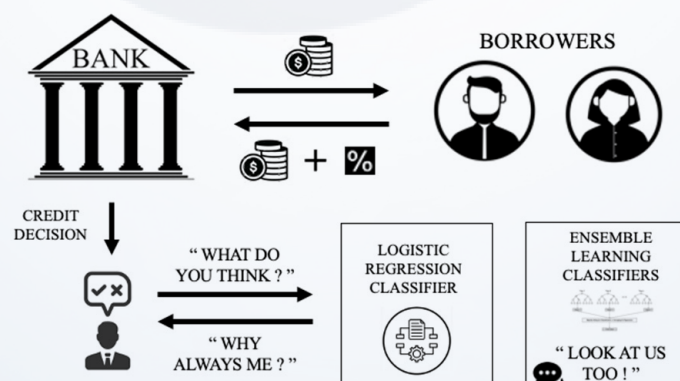 BANK
BORROWERS
+ %
CREDIT
DECISION
“ WHAT DO
YOU THINK ? ”
“ WHY
ALWAYS ME ? ”
LOGISTIC
REGRESSION
CLASSIFIER
ENSEMBLE
LEARNING
CLASSIFIERS
“ LOOK AT US
TOO ! ”